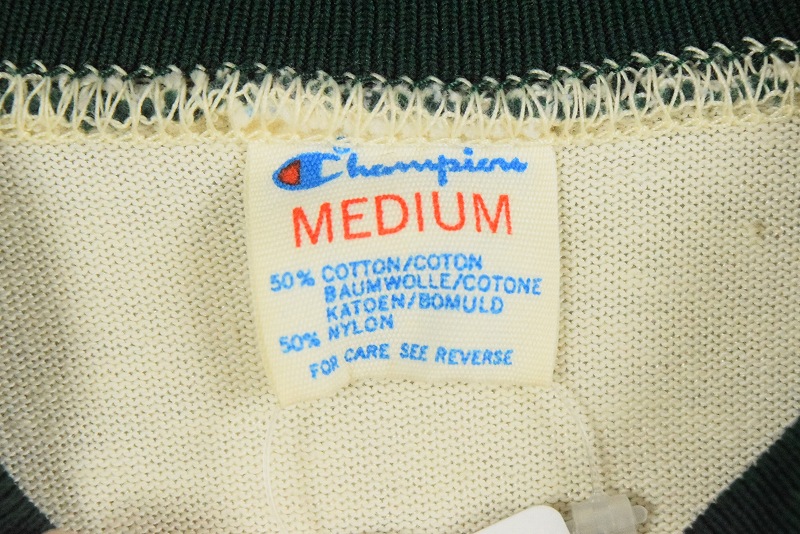 Champion
MEDIUM
50% COTTON/COTON
BAUMWOLLE/COTONE
KATOEN/BOMULD
50% NYLON
FOR CARE SEE REVERSE